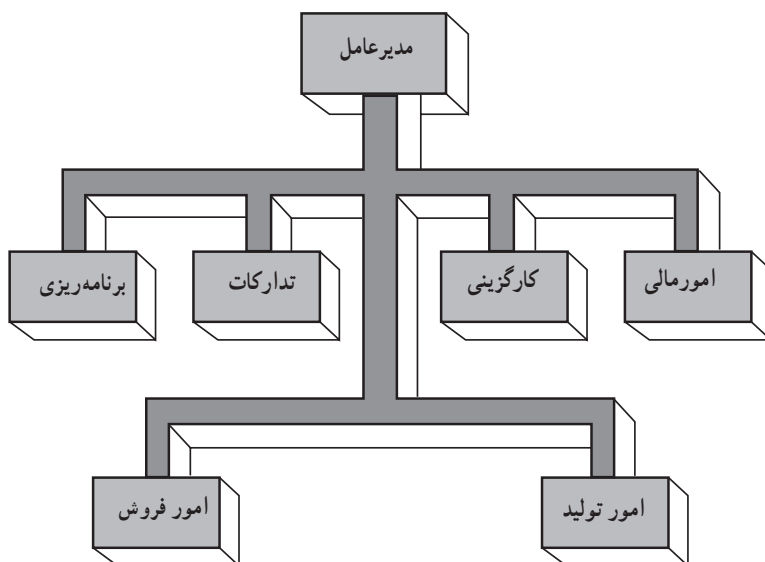 مدیرعامل
امورمالی
کارگزینی
تدارکات
برنامه‌ریزی
امور تولید
امور فروش